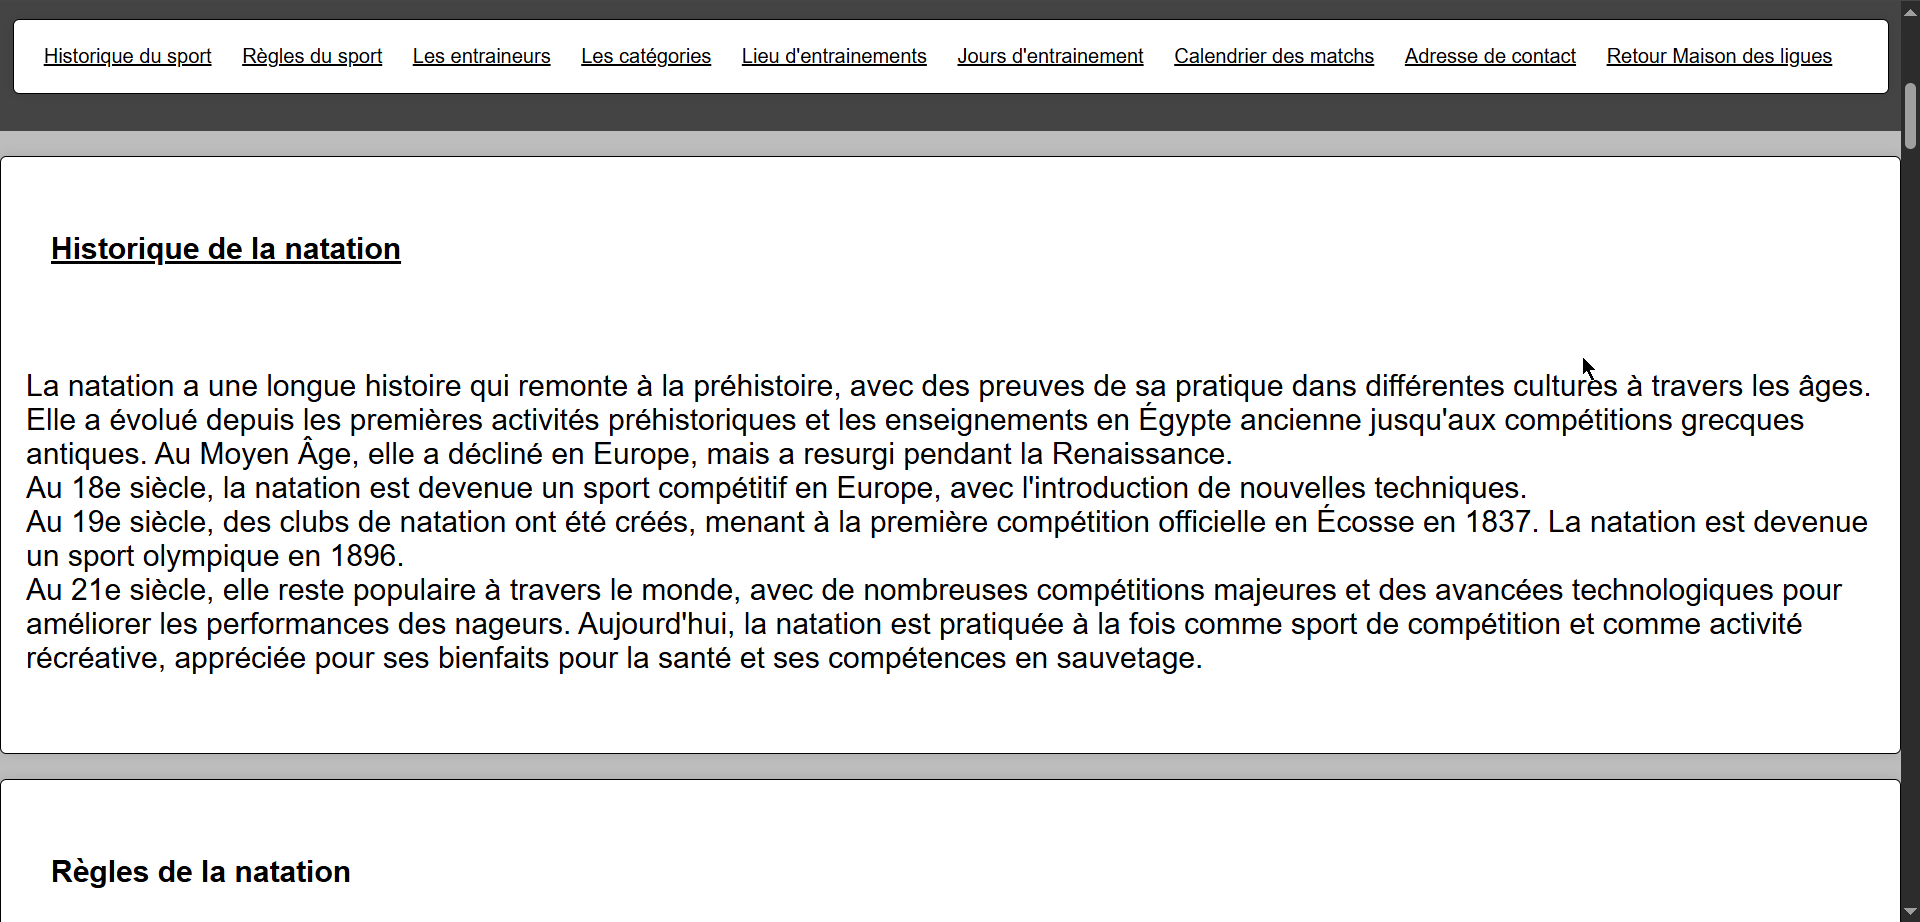 Historique du sport Règles du sport Les entraineurs Les catégories Lieu d'entrainements Jours d'entrainement Calendrier des matchs Adresse de contact Retour Maison des ligues
Historique de la natation
La natation a une longue histoire qui remonte à la préhistoire, avec des preuves de sa pratique dans différentes cultures à travers les âges.
Elle a évolué depuis les premières activités préhistoriques et les enseignements en Égypte ancienne jusqu'aux compétitions grecques
antiques. Au Moyen Âge, elle a décliné en Europe, mais a resurgi pendant la Renaissance.
Au 18e siècle, la natation est devenue un sport compétitif en Europe, avec l'introduction de nouvelles techniques.
Au 19e siècle, des clubs de natation ont été créés, menant à la première compétition officielle en Écosse en 1837. La natation est devenue
un sport olympique en 1896.
Au 21e siècle, elle reste populaire à travers le monde, avec de nombreuses compétitions majeures et des avancées technologiques pour
améliorer les performances des nageurs. Aujourd'hui, la natation est pratiquée à la fois comme sport de compétition et comme activité
récréative, appréciée pour ses bienfaits pour la santé et ses compétences en sauvetage.
Règles de la natation